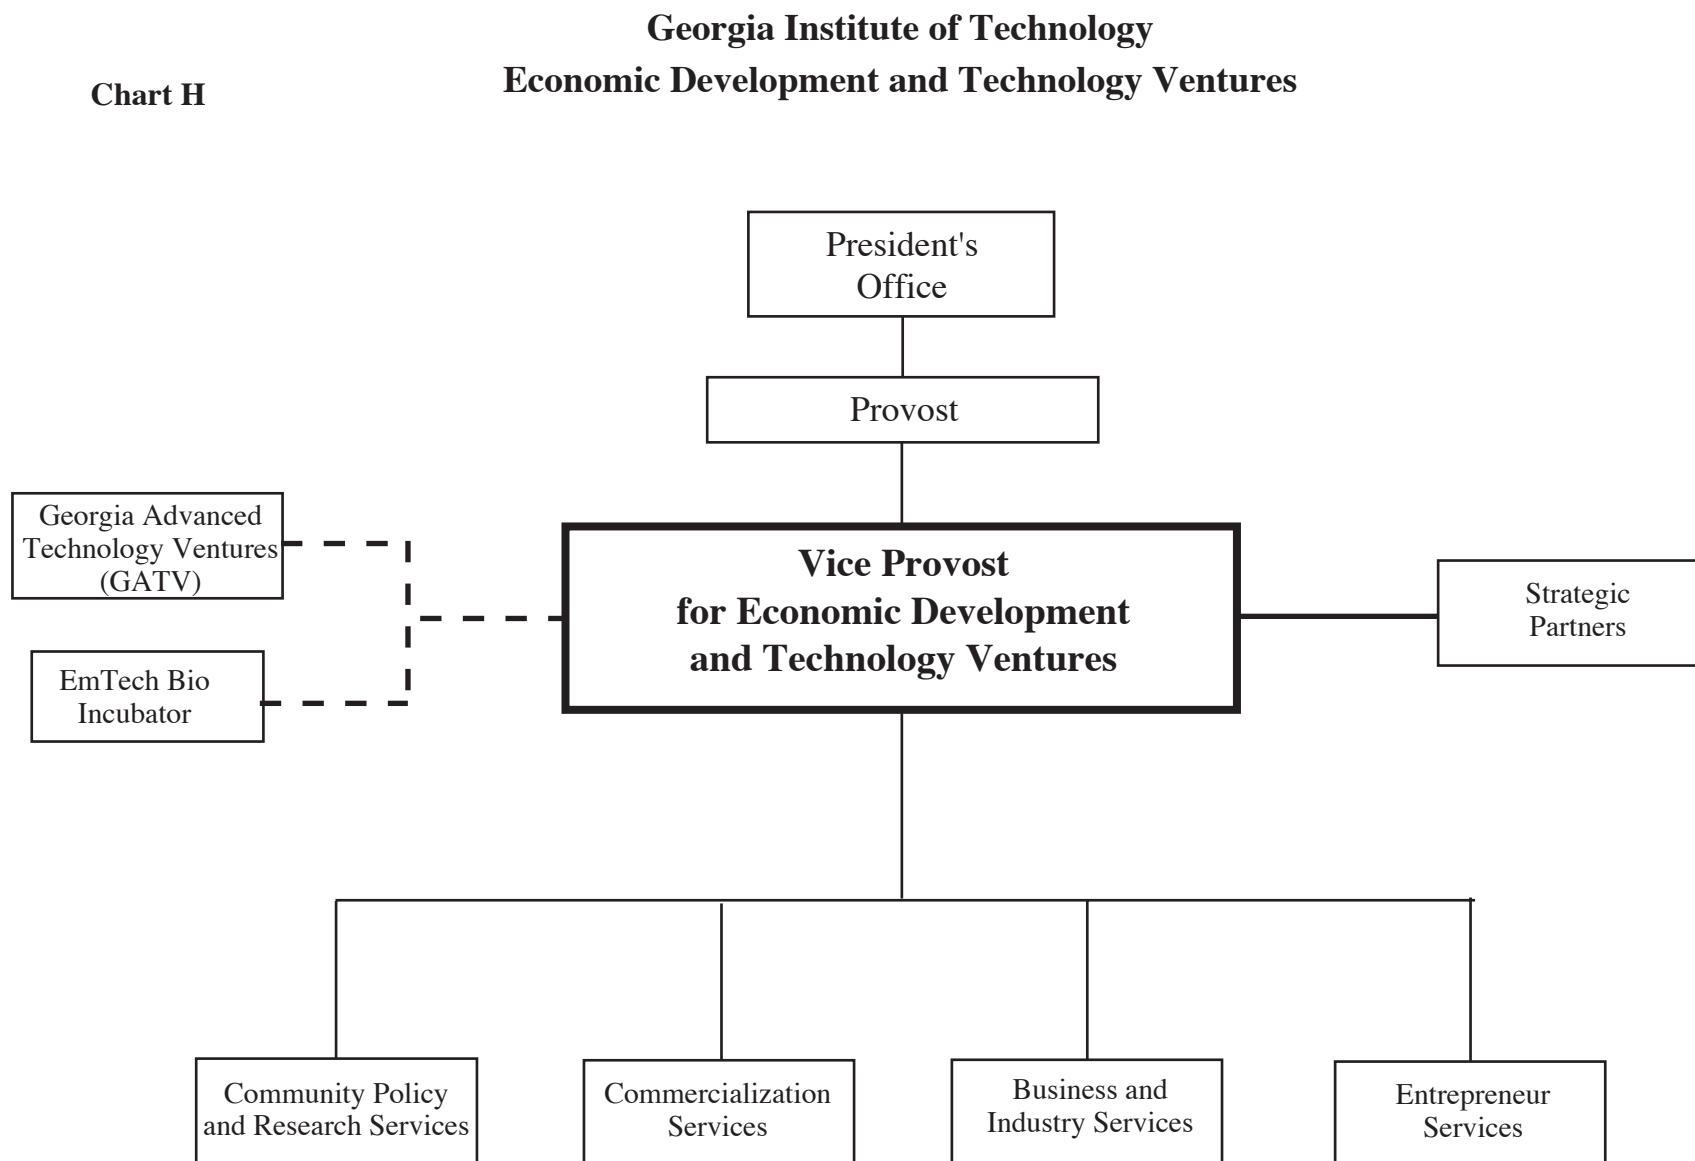 Georgia Institute of Technology
Economic Development and Technology Ventures
Chart H
President's
Office
Provost
Georgia Advanced
Technology Ventures
(GATV)
Vice Provost
for Economic Development
and Technology Ventures
Strategic
Partners
EmTech Bio
Incubator
Community Policy
and Research Services
Commercialization
Services
Business and
Industry Services
Entrepreneur
Services